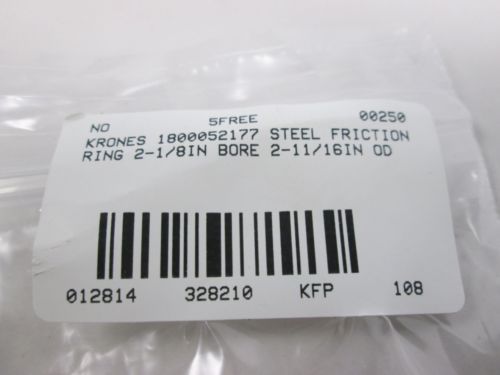 NO 5FREE 00250
KRONES 1800052177 STEEL FRICTION
RING 2-1/8IN BORE 2-11/16IN OD
012814 328210 KFP 108